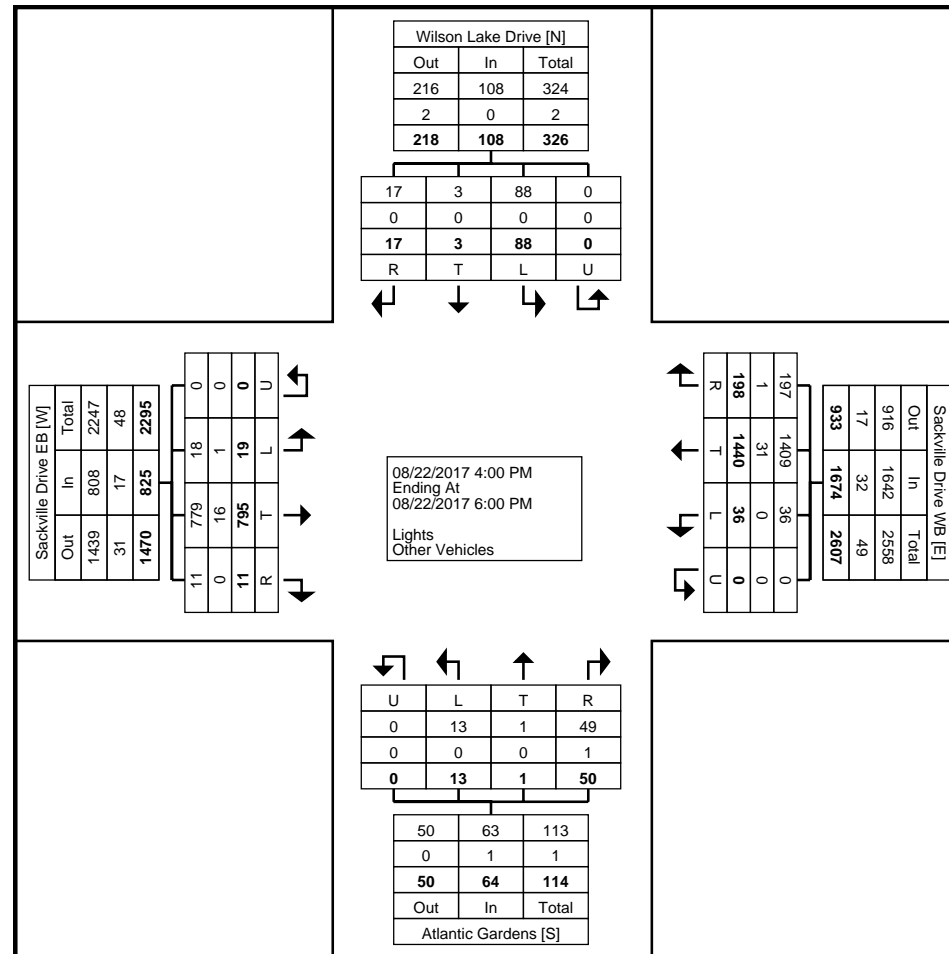 Wilson Lake Drive [N]
Out In Total
216 108 324
2 0 2
218 108 326
17 3 88 0
0 0 0 0
17 3 88 0
R T L U
Sackville Drive EB [W]
Total In Out
2247 808 1439
48 17 31
2295 825 1470
0 18 779 11
0 1 16 0
0 19 795 11
U L T R
08/22/2017 4:00 PM
Ending At
08/22/2017 6:00 PM
Lights
Other Vehicles
R T L U
198 1440 36 0
1 31 0 0
197 1409 36 0
Sackville Drive WB [E]
Out In Total
916 1642 2558
17 32 49
933 1674 2607
U L T R
0 13 1 49
0 0 0 1
0 13 1 50
50 63 113
0 1 1
50 64 114
Out In Total
Atlantic Gardens [S]